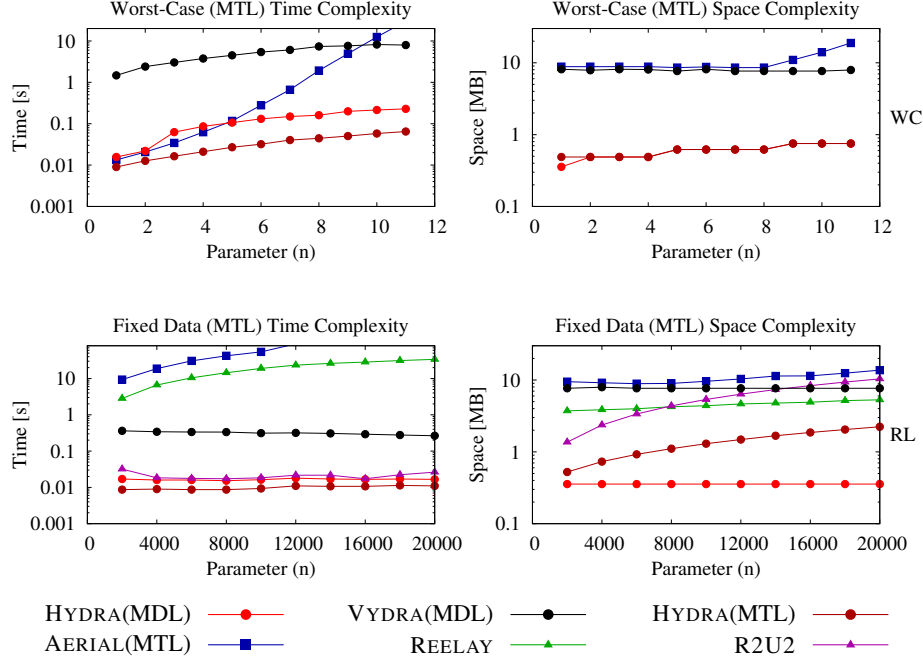 Worst-Case (MTL) Time Complexity
Time [s]
10
1
0.1
0.01
0.001
0 2 4 6 8 10 12
Parameter (n)
Worst-Case (MTL) Space Complexity
Space [MB]
10
1
0.1
0 2 4 6 8 10 12
Parameter (n)
WC
Fixed Data (MTL) Time Complexity
Time [s]
10
1
0.1
0.01
0.001
0 4000 8000 12000 16000 20000
Parameter (n)
Fixed Data (MTL) Space Complexity
Space [MB]
10
1
0.1
0 4000 8000 12000 16000 20000
Parameter (n)
RL
HYDRA(MDL) VYDRA(MDL) HYDRA(MTL)
AERIAL(MTL) REELAY R2U2